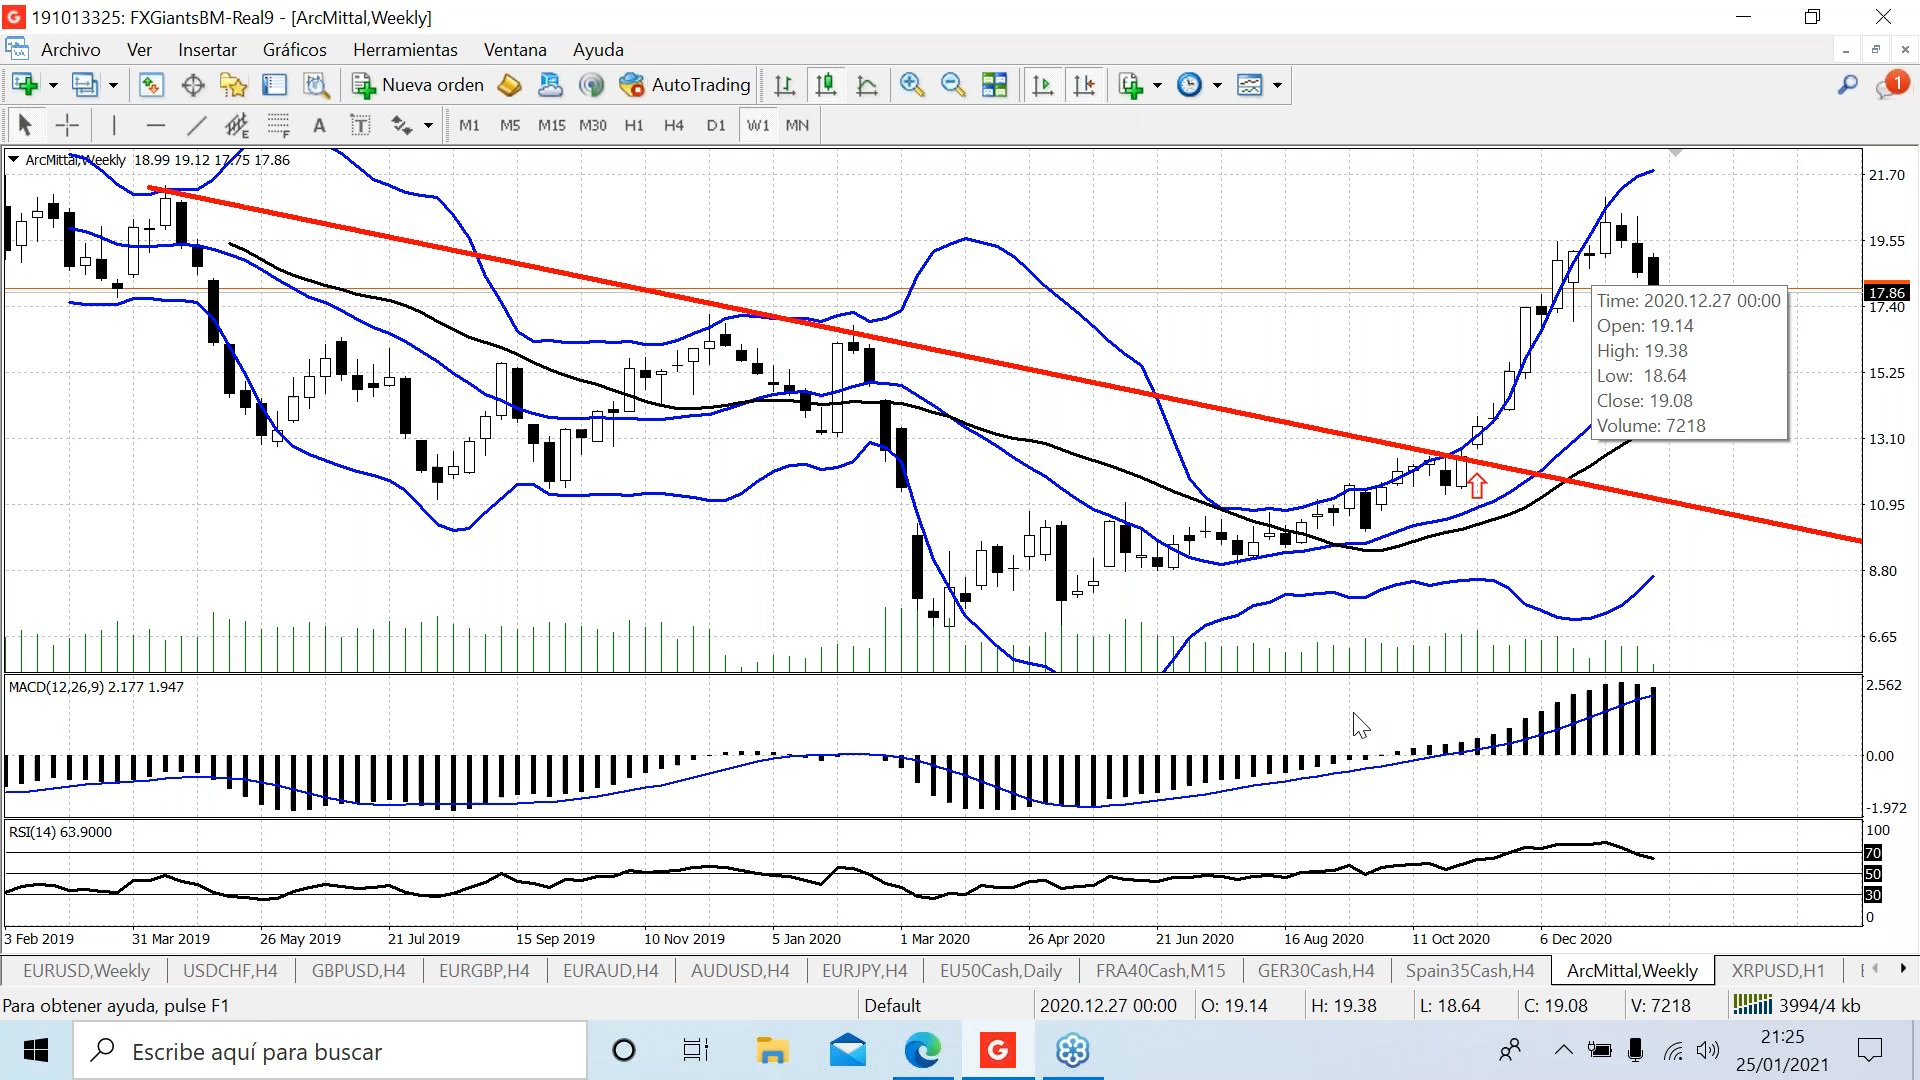 191013325: FXGiantsBM-Real9 - [ArcMittal,Weekly]
Archivo Ver Insertar Gráficos Herramientas Ventana Ayuda
Nueva orden AutoTrading 1
A T M1 M5 M15 M30 H1 H4 D1 W1 MN
ArcMittal,Weekly 18.99 19.12 17.75 17.86
21.70
19.55
17.86
17.40
15.25
13.10
10.95
8.80
6.65
Time: 2020.12.27 00:00
Open: 19.14
High: 19.38
Low: 18.64
Close: 19.08
Volume: 7218
MACD(12,26,9) 2.177 1.947
2.562
0.00
-1.972
RSI(14) 63.9000
100
70
50
30
0
3 Feb 2019 31 Mar 2019 26 May 2019 21 Jul 2019 15 Sep 2019 10 Nov 2019 5 Jan 2020 1 Mar 2020 26 Apr 2020 21 Jun 2020 16 Aug 2020 11 Oct 2020 6 Dec 2020
EURUSD,Weekly USDCHF,H4 GBPUSD,H4 EURGBP,H4 EURAUD,H4 AUDUSD,H4 EURJPY,H4 EU50Cash,Daily FRA40Cash,M15 GER30Cash,H4 Spain35Cash,H4 ArcMittal,Weekly XRPUSD,H1
Para obtener ayuda, pulse F1 Default 2020.12.27 00:00 O: 19.14 H: 19.38 L: 18.64 C: 19.08 V: 7218 3994/4 kb
Escribe aquí para buscar
21:25
25/01/2021